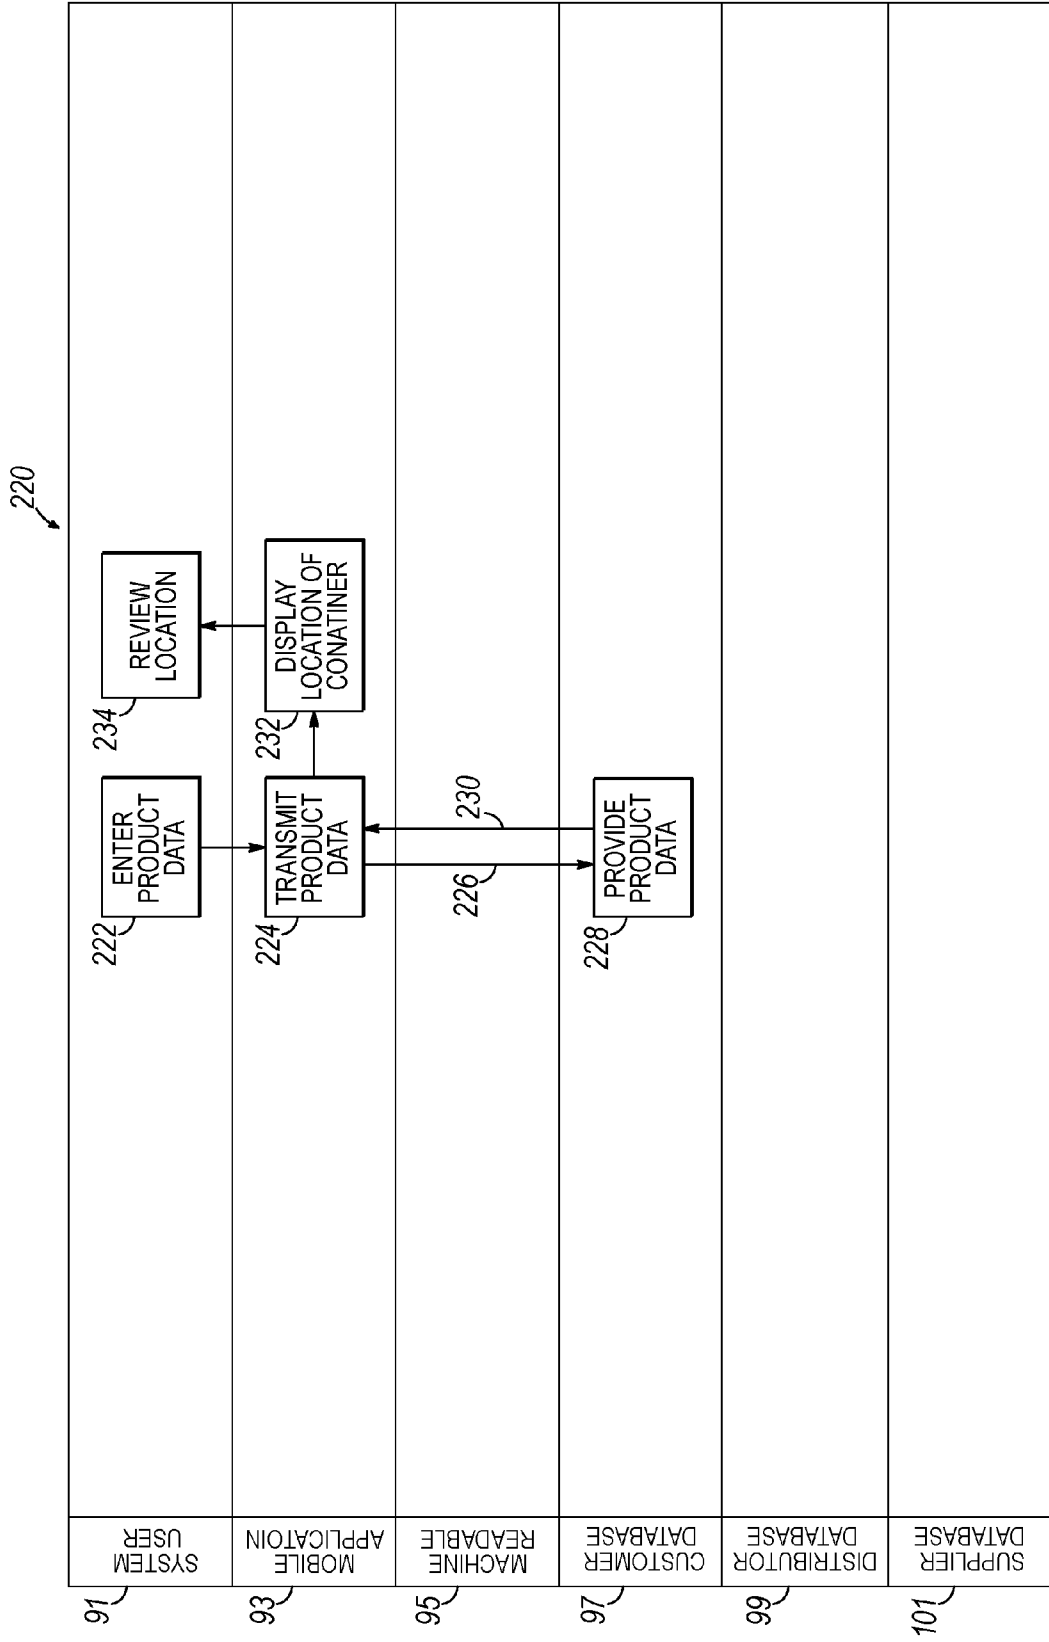 220
91
SYSTEM
USER
93
MOBILE
APPLICATOIN
95
MACHINE
READABLE
97
CUSTOMER
DATABASE
99
DISTRIBUTOR
DATABASE
101
SUPPLIER
DATABASE
222
ENTER
PRODUCT
DATA
234
REVIEW
LOCATION
224
TRANSMIT
PRODUCT
DATA
232
DISPLAY
LOCATION OF
CONATINER
226
230
228
PROVIDE
PRODUCT
DATA